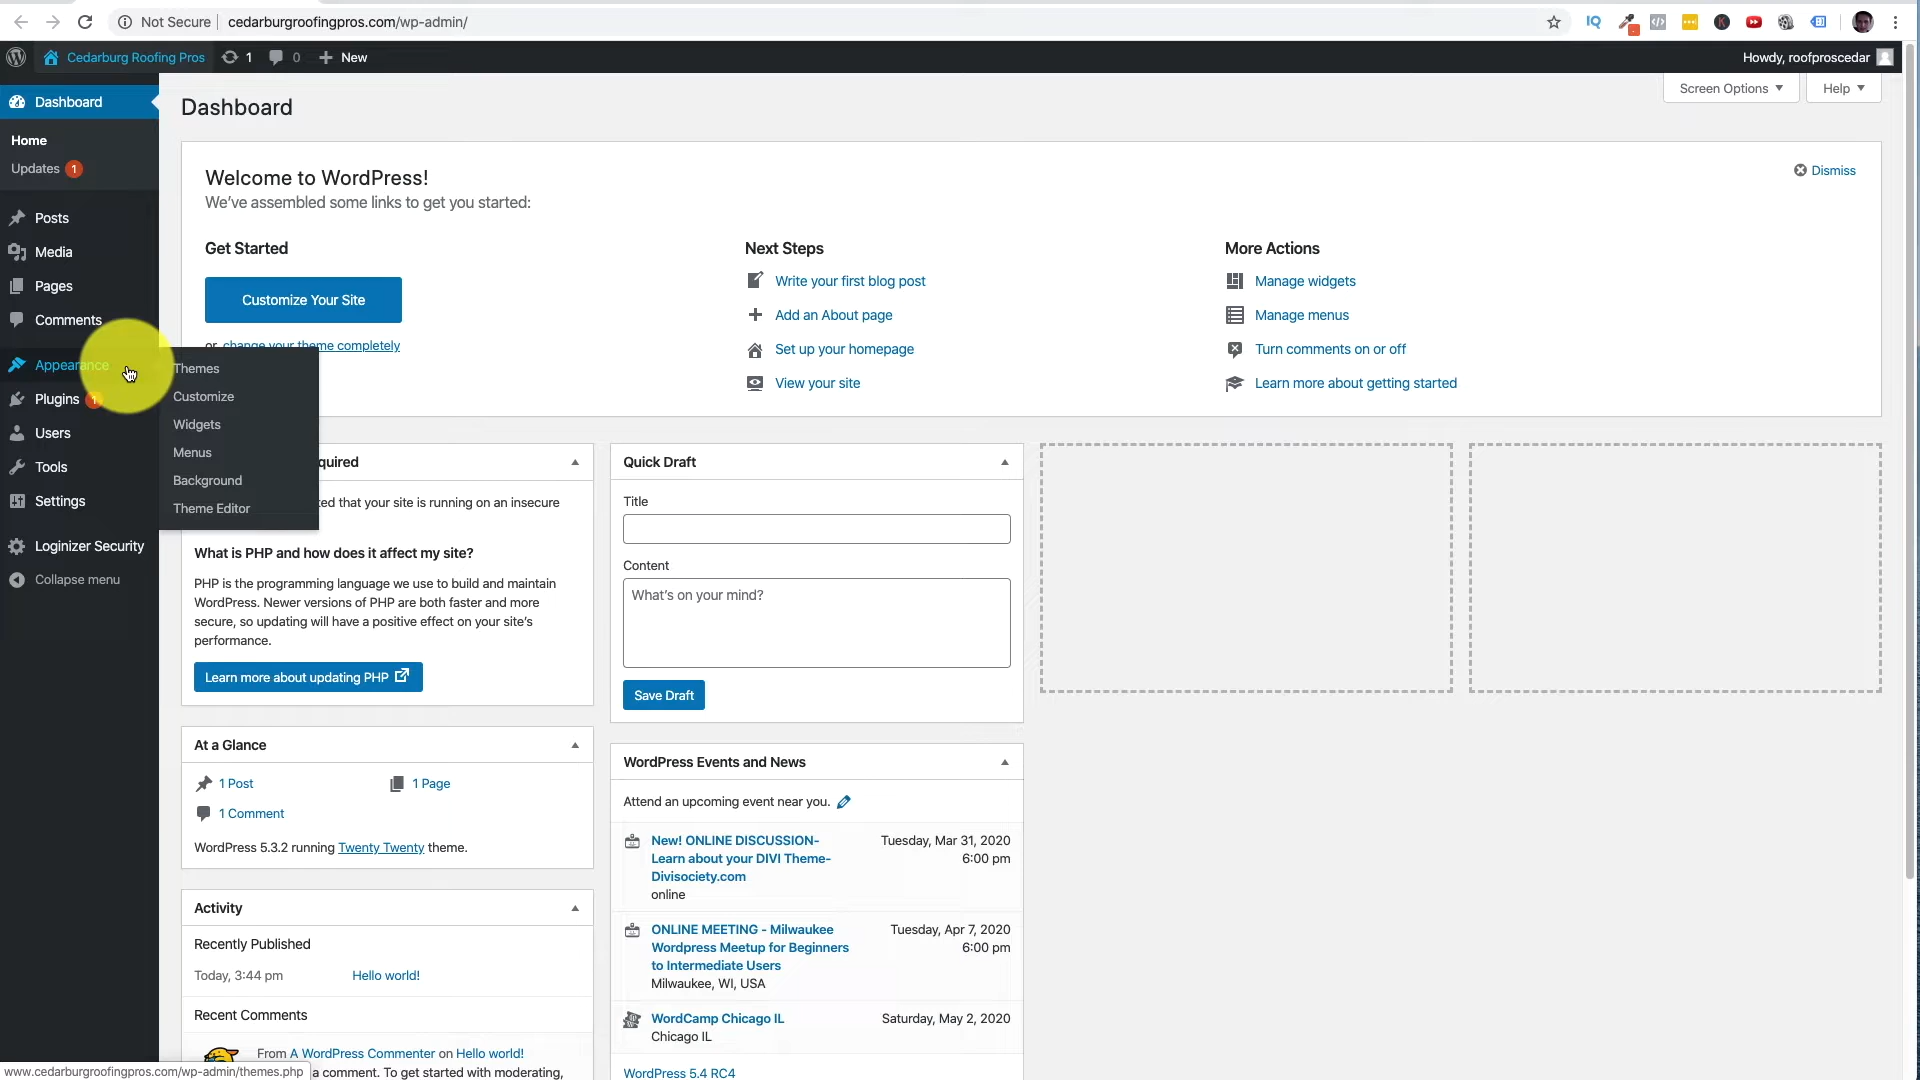 Not Secure cedarburgroofingpros.com/wp-admin/
IQ
Cedarburg Roofing Pros 1 0 New
Howdy, roofproscedar
Dashboard
Home
Updates 1
Posts
Media
Pages
Comments
Appearance
Plugins 1
Users
Tools
Settings
Loginizer Security
Collapse menu
Themes
Customize
Widgets
Menus
Background
Theme Editor
Dashboard
Screen Options
Help
Welcome to WordPress!
We've assembled some links to get you started:
Dismiss
Get Started
Customize Your Site
or change your theme completely
Next Steps
Write your first blog post
Add an About page
Set up your homepage
View your site
More Actions
Manage widgets
Manage menus
Turn comments on or off
Learn more about getting started
quired
ted that your site is running on an insecure
What is PHP and how does it affect my site?
PHP is the programming language we use to build and maintain
WordPress. Newer versions of PHP are both faster and more
secure, so updating will have a positive effect on your site's
performance.
Learn more about updating PHP
At a Glance
1 Post
1 Page
1 Comment
WordPress 5.3.2 running Twenty Twenty theme.
Activity
Recently Published
Today, 3:44 pm Hello world!
Recent Comments
From A WordPress Commenter on Hello world!
a comment. To get started with moderating,
Quick Draft
Title
Content
What's on your mind?
Save Draft
WordPress Events and News
Attend an upcoming event near you.
New! ONLINE DISCUSSION- Tuesday, Mar 31, 2020
Learn about your DIVI Theme- 6:00 pm
Divisociety.com
online
ONLINE MEETING - Milwaukee Tuesday, Apr 7, 2020
Wordpress Meetup for Beginners 6:00 pm
to Intermediate Users
Milwaukee, WI, USA
WordCamp Chicago IL Saturday, May 2, 2020
Chicago IL
WordPress 5.4 RC4
www.cedarburgroofingpros.com/wp-admin/themes.php